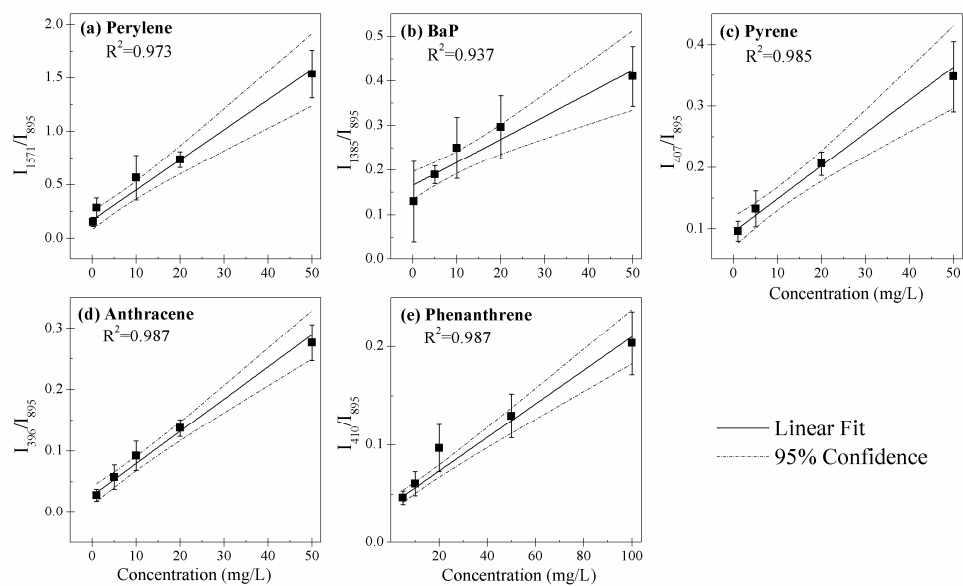 (a) Perylene
R²=0.973
2.0
1.5
1.0
0.5
0.0
I₁₅₇₁/I₈₉₅
0
10
20
30
40
50
(b) BaP
R²=0.937
0.5
0.4
0.3
0.2
0.1
0.0
I₁₃₈₅/I₈₉₅
0
10
20
30
40
50
(c) Pyrene
R²=0.985
0.4
0.3
0.2
0.1
I₄₀₇/I₈₉₅
0
10
20
30
40
50
Concentration (mg/L)
(d) Anthracene
R²=0.987
0.3
0.2
0.1
0.0
I₃₉₆/I₈₉₅
0
10
20
30
40
50
Concentration (mg/L)
(e) Phenanthrene
R²=0.987
0.2
0.1
0.0
I₄₁₀/I₈₉₅
20
40
60
80
100
Concentration (mg/L)
Linear Fit
95% Confidence